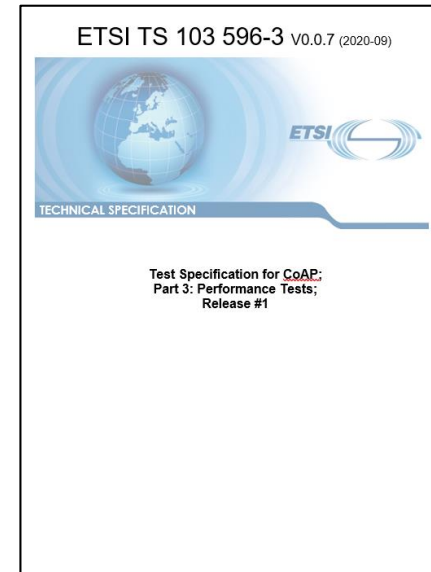 ETSI TS 103 596-3 V0.0.7 (2020-09)
ETSI
TECHNICAL SPECIFICATION
Test Specification for CoAP;
Part 3: Performance Tests;
Release #1